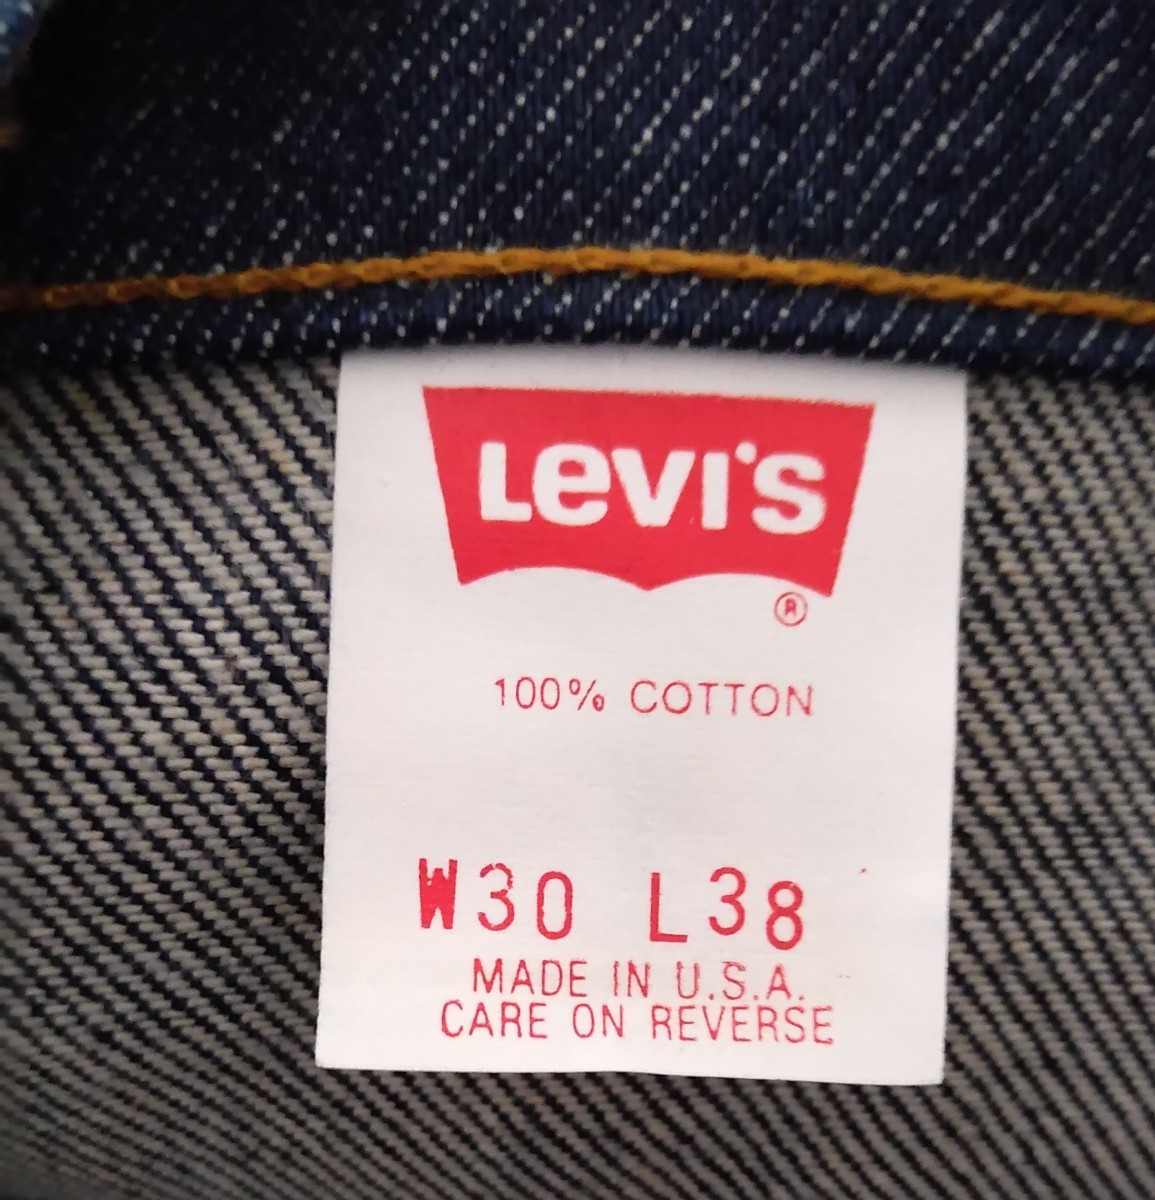 Levi's
®
100% COTTON
W30 L38
MADE IN U.S.A.
CARE ON REVERSE